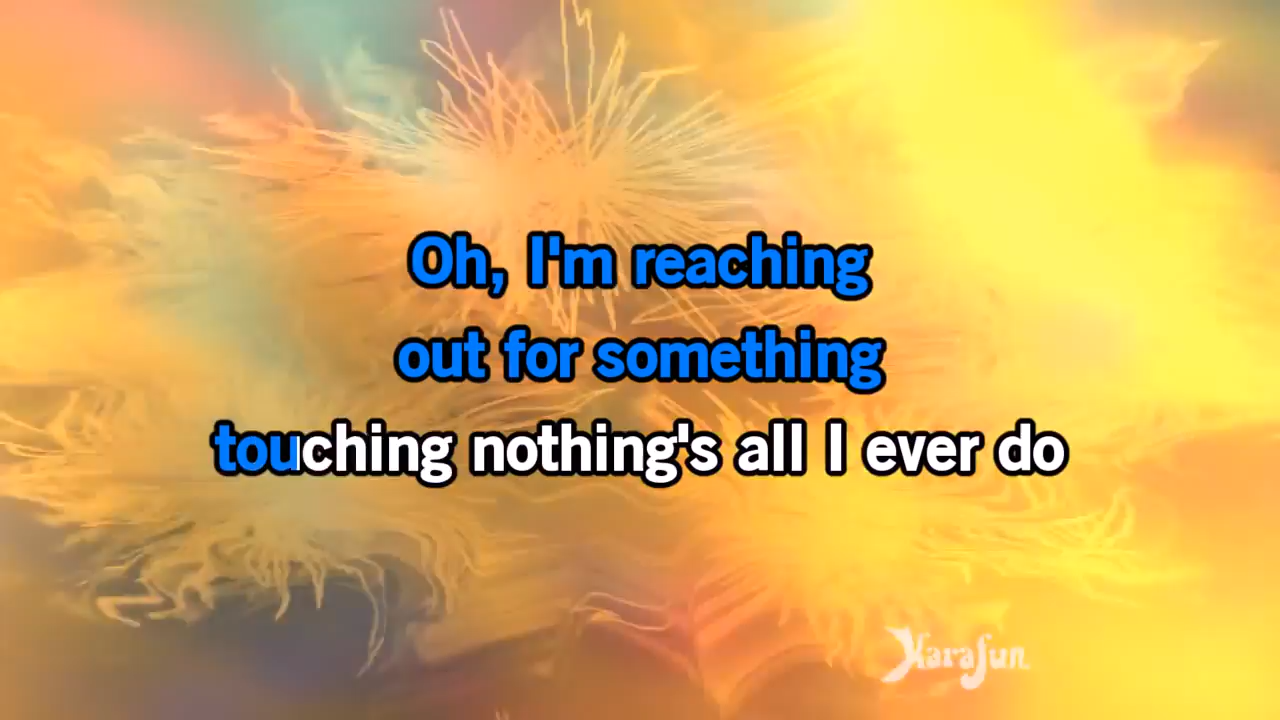 Oh, I'm reaching
out for something
touching nothing's all I ever do
KaraFun